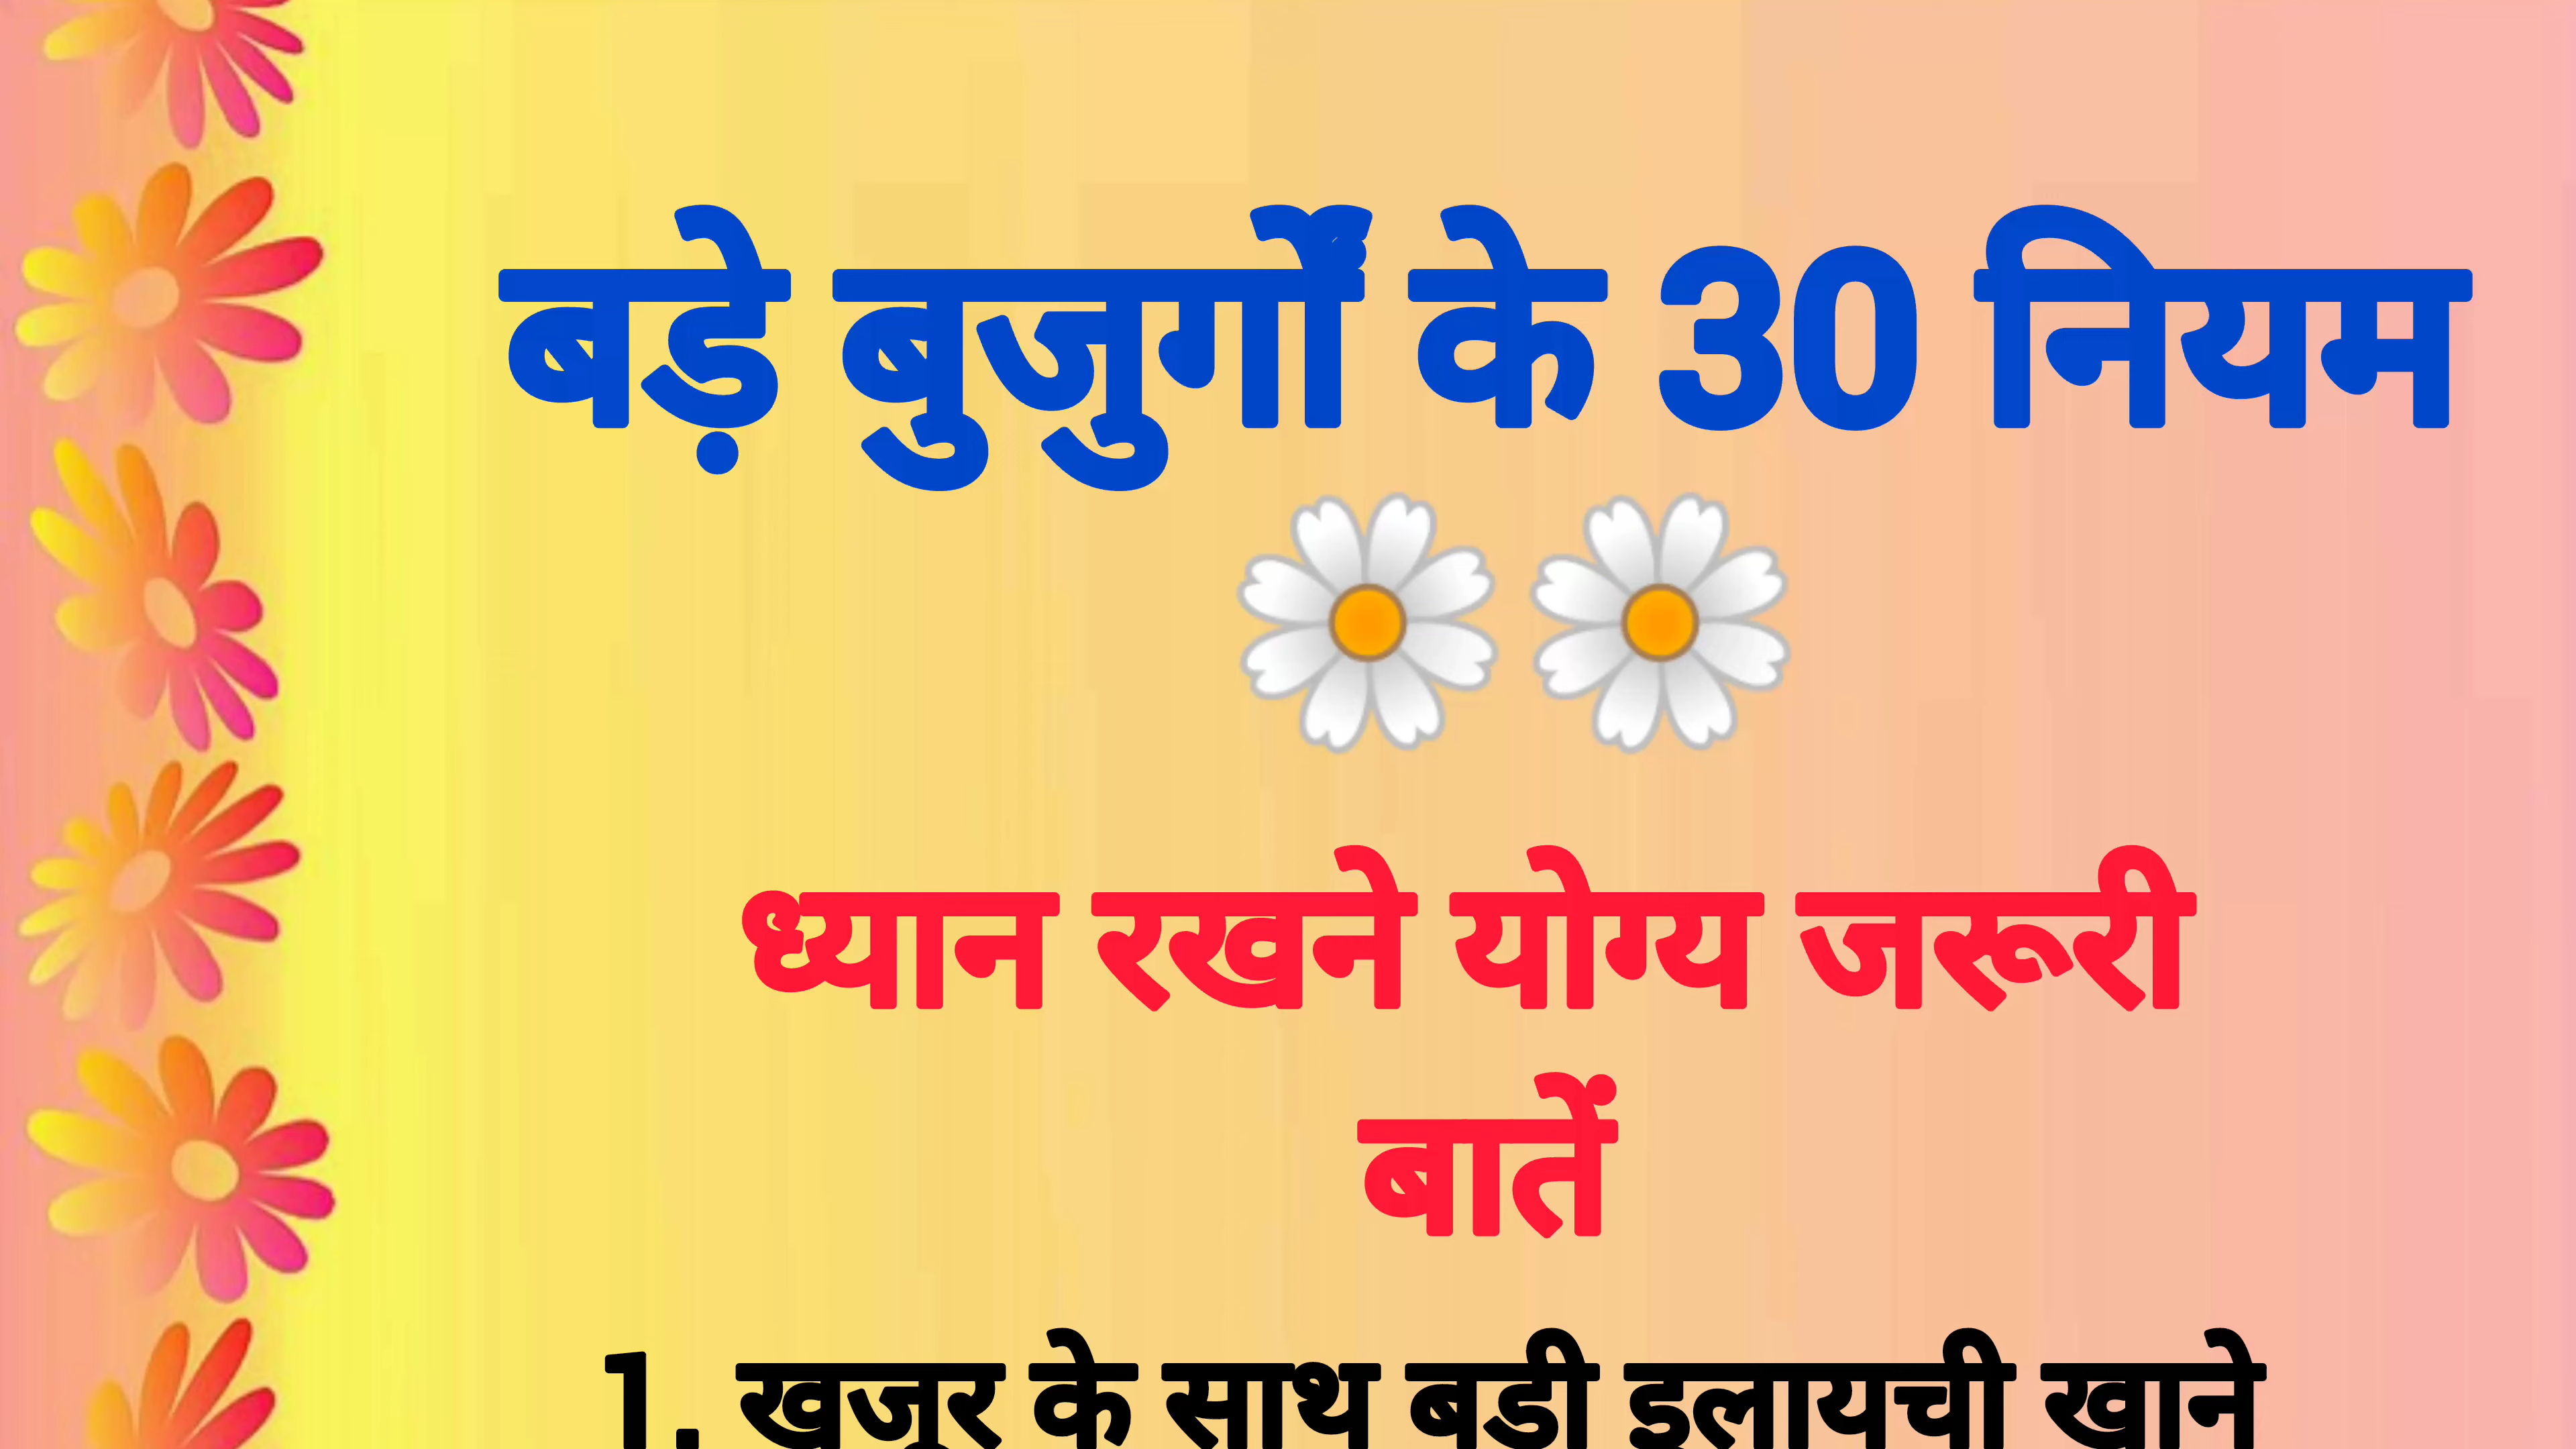 बड़े बुजुर्गों के 30 नियम
ध्यान रखने योग्य जरूरी
बातें
1. खजूर के साथ बडी इलायची खाने